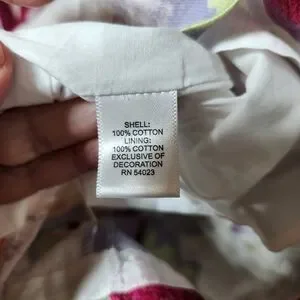 SHELL:
100% COTTON
LINING:
100% COTTON
EXCLUSIVE OF
DECORATION
RN 54023